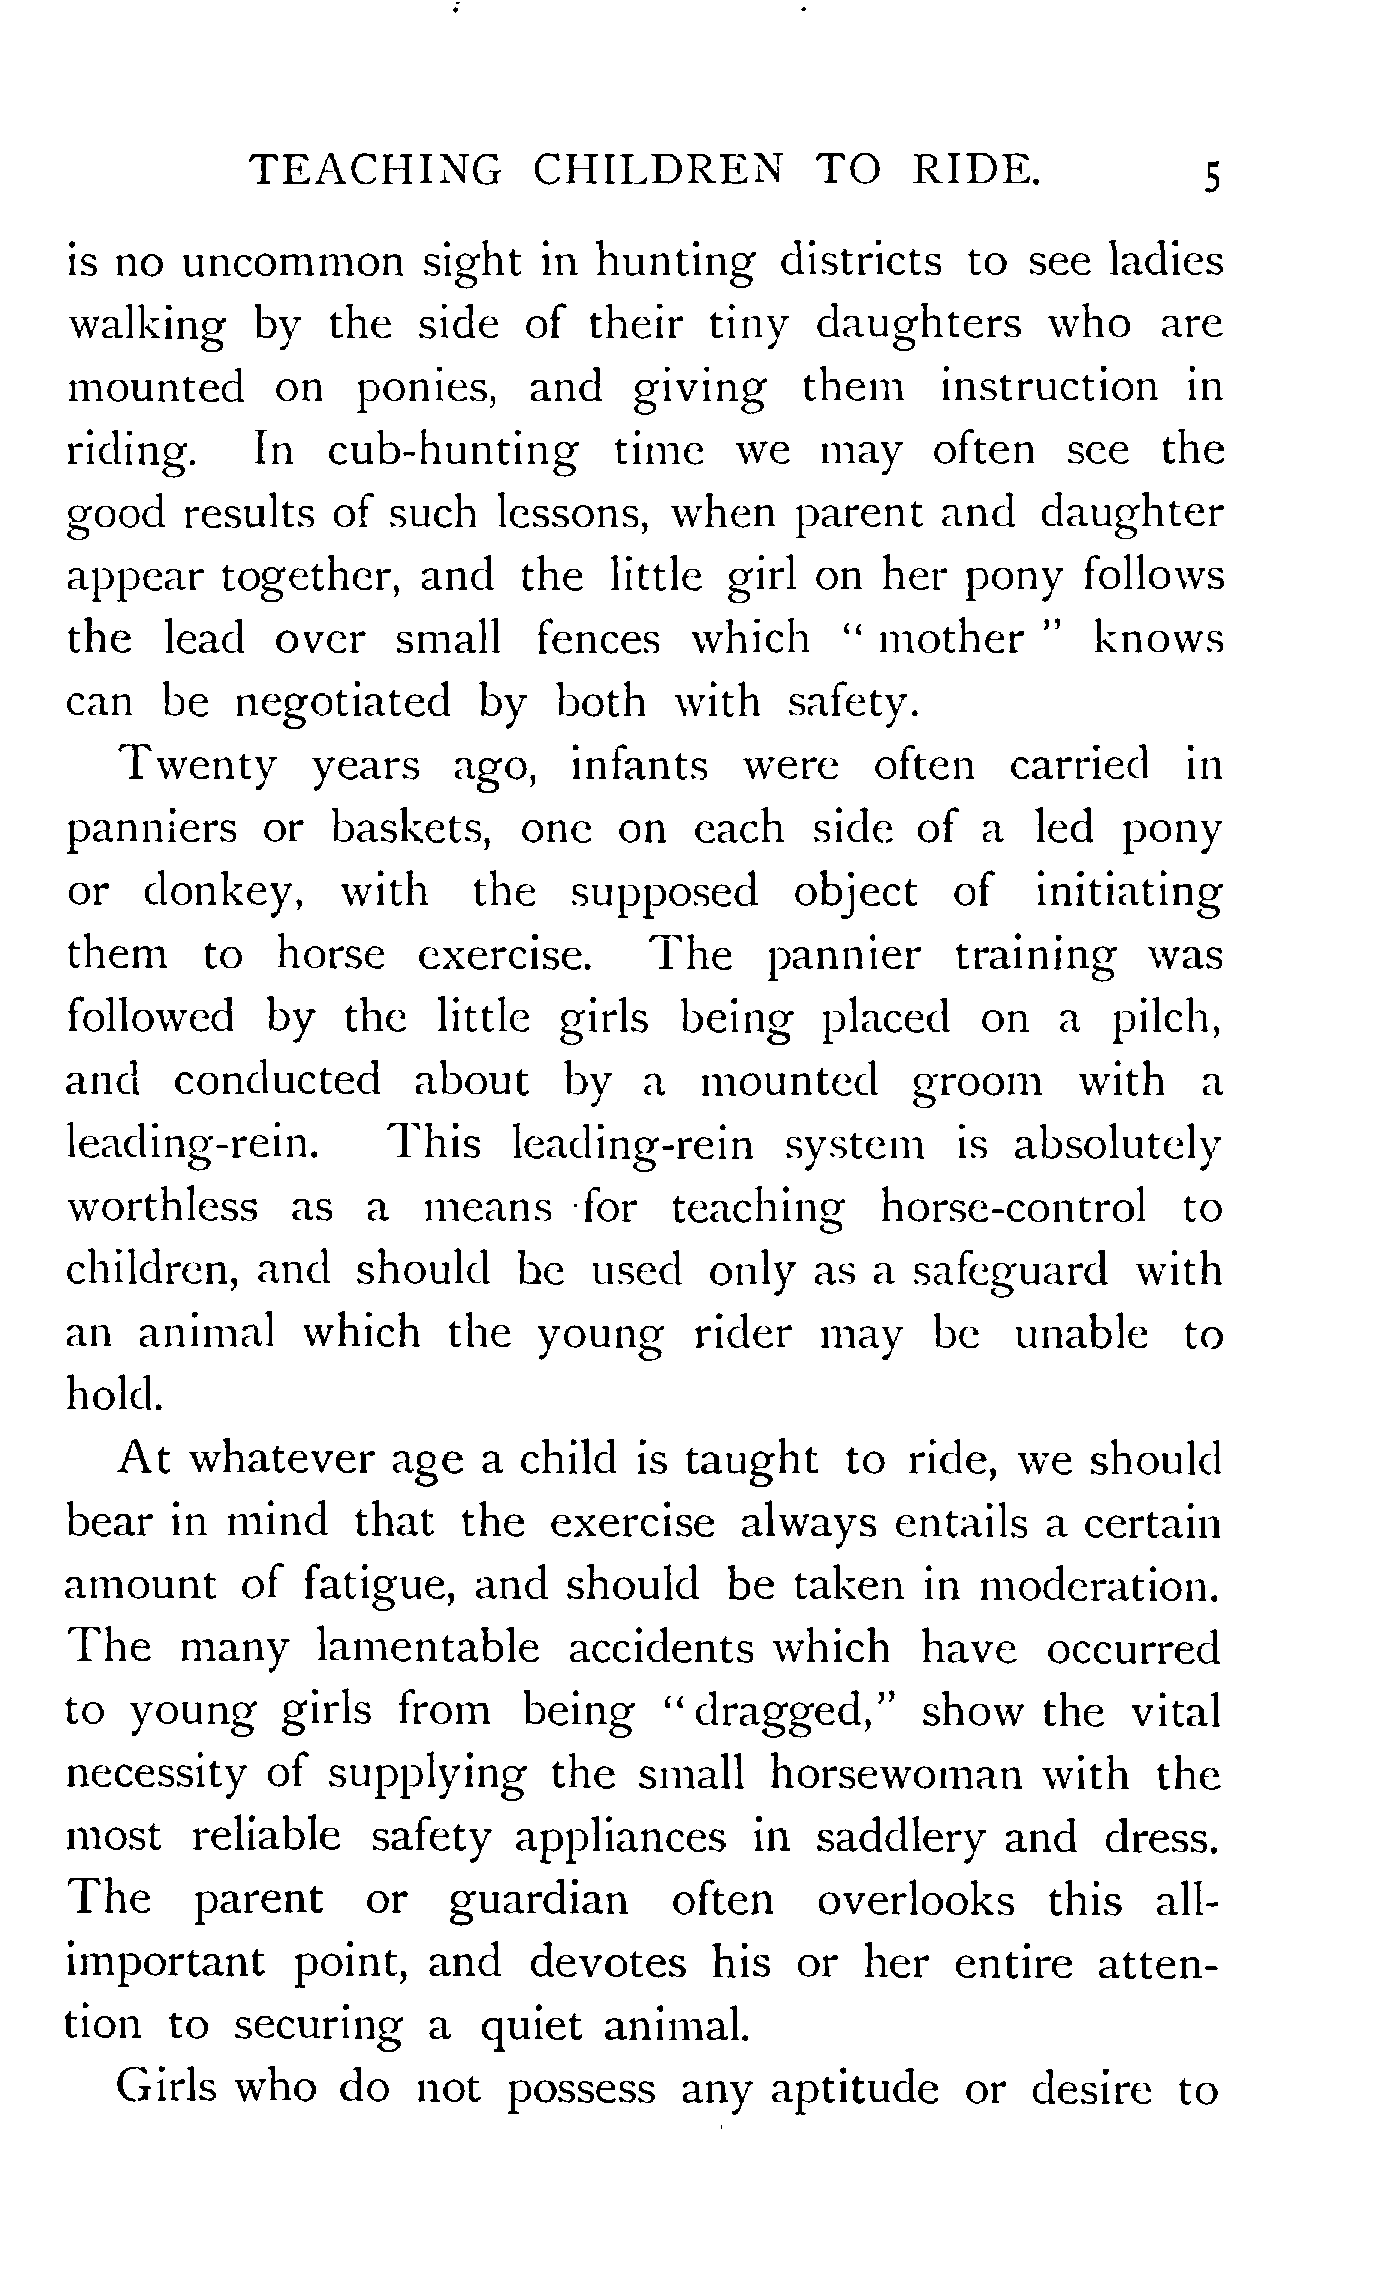 TEACHING CHILDREN TO RIDE. 5
is no uncommon sight in hunting districts to see ladies
walking by the side of their tiny daughters who are
mounted on ponies, and giving them instruction in
riding. In cub-hunting time we may often see the
good results of such lessons, when parent and daughter
appear together, and the little girl on her pony follows
the lead over small fences which " mother " knows
can be negotiated by both with safety.
Twenty years ago, infants were often carried in
panniers or baskets, one on each side of a led pony
or donkey, with the supposed object of initiating
them to horse exercise. The pannier training was
followed by the little girls being placed on a pilch,
and conducted about by a mounted groom with a
leading-rein. This leading-rein system is absolutely
worthless as a means for teaching horse-control to
children, and should be used only as a safeguard with
an animal which the young rider may be unable to
hold.
At whatever age a child is taught to ride, we should
bear in mind that the exercise always entails a certain
amount of fatigue, and should be taken in moderation.
The many lamentable accidents which have occurred
to young girls from being " dragged," show the vital
necessity of supplying the small horsewoman with the
most reliable safety appliances in saddlery and dress.
The parent or guardian often overlooks this all-
important point, and devotes his or her entire atten-
tion to securing a quiet animal.
Girls who do not possess any aptitude or desire to